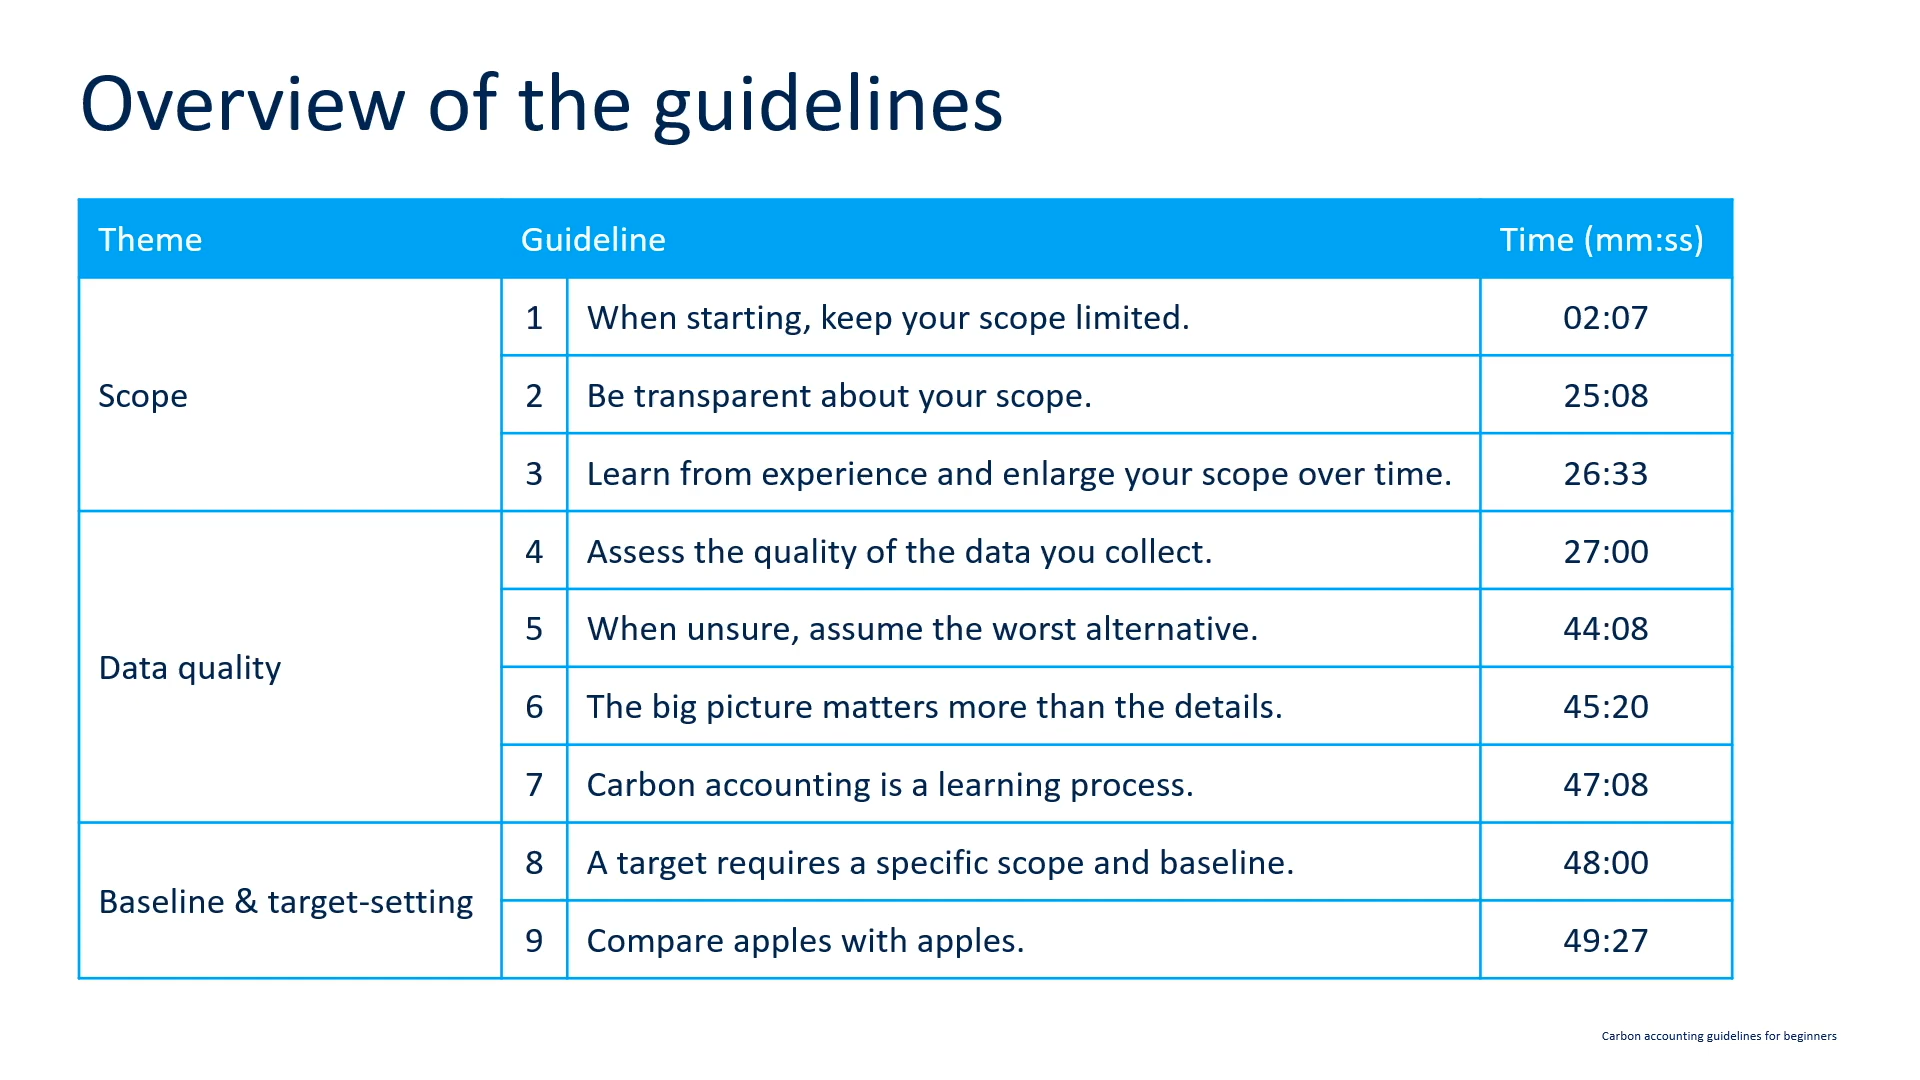 Overview of the guidelines
Theme Guideline Time (mm:ss)
Scope
1 When starting, keep your scope limited. 02:07
2 Be transparent about your scope. 25:08
3 Learn from experience and enlarge your scope over time. 26:33
Data quality
4 Assess the quality of the data you collect. 27:00
5 When unsure, assume the worst alternative. 44:08
6 The big picture matters more than the details. 45:20
7 Carbon accounting is a learning process. 47:08
Baseline & target-setting
8 A target requires a specific scope and baseline. 48:00
9 Compare apples with apples. 49:27
Carbon accounting guidelines for beginners